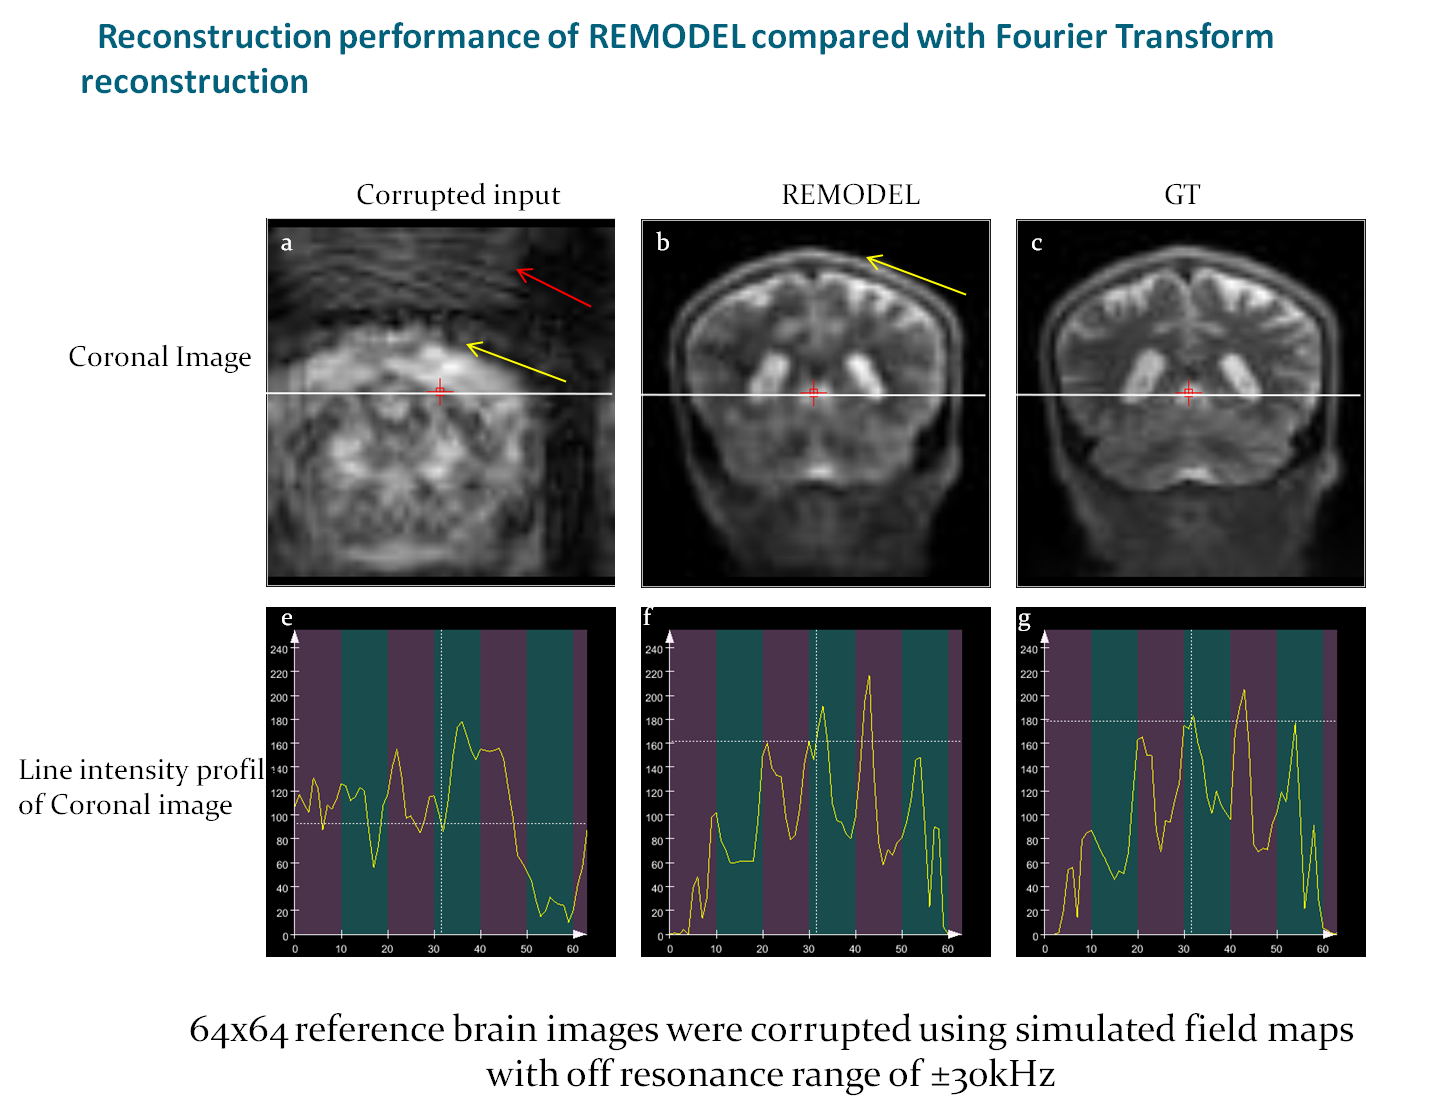 Reconstruction performance of REMODEL compared with Fourier Transform
reconstruction
Corrupted input
REMODEL
GT
a
b
c
Coronal Image
e
f
g
Line intensity profil
of Coronal image
240
220
200
180
160
140
120
100
80
60
40
20
0
0 10 20 30 40 50 60
240
220
200
180
160
140
120
100
80
60
40
20
0
0 10 20 30 40 50 60
240
220
200
180
160
140
120
100
80
60
40
20
0
0 10 20 30 40 50 60
64x64 reference brain images were corrupted using simulated field maps
with off resonance range of ±30kHz